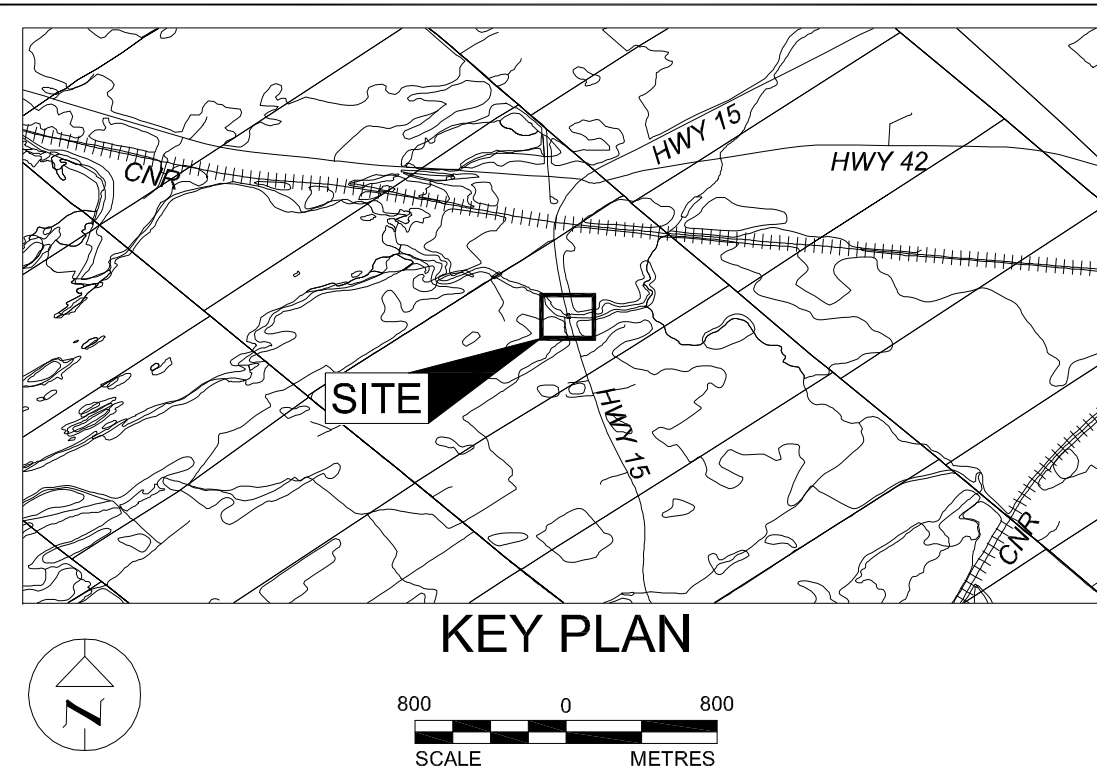 HWY 15
HWY 42
CNR
SITE
HWY 15
CNR
KEY PLAN
N
800 0 800
SCALE METRES